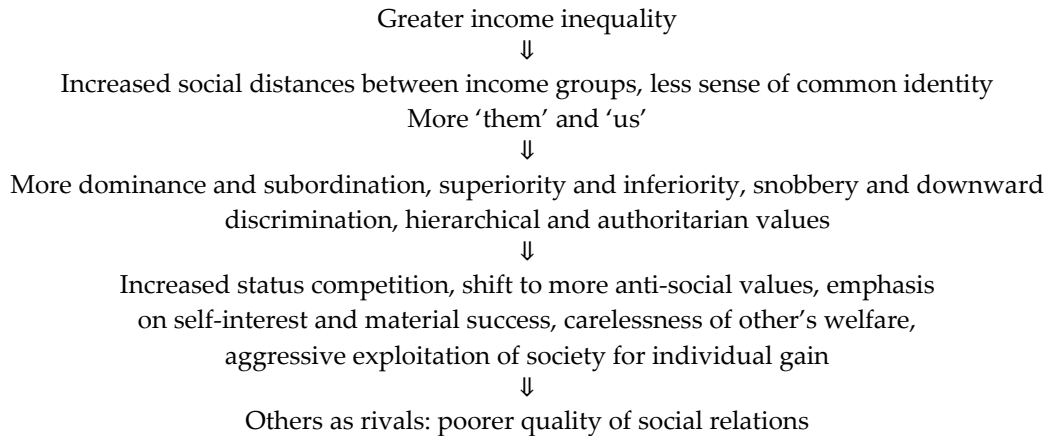 Greater income inequality
⇓
Increased social distances between income groups, less sense of common identity
More ‘them’ and ‘us’
⇓
More dominance and subordination, superiority and inferiority, snobbery and downward
discrimination, hierarchical and authoritarian values
⇓
Increased status competition, shift to more anti-social values, emphasis
on self-interest and material success, carelessness of other’s welfare,
aggressive exploitation of society for individual gain
⇓
Others as rivals: poorer quality of social relations